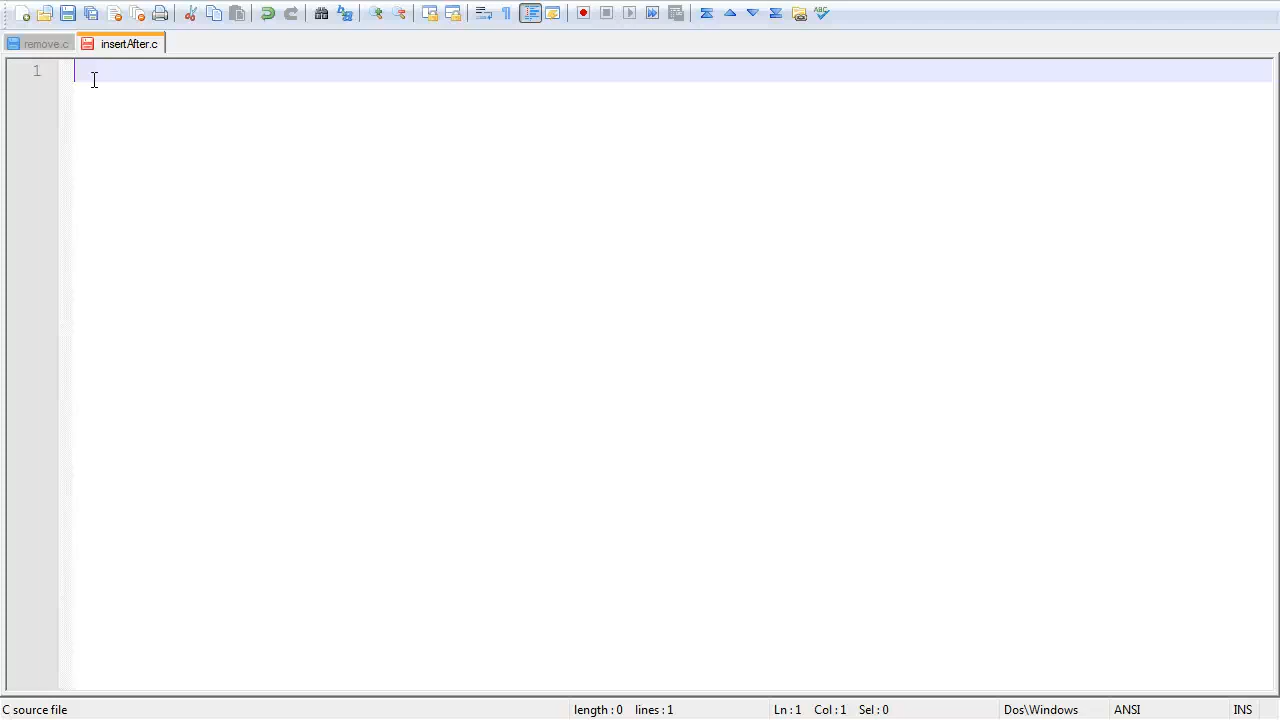 ABC
remove.c insertAfter.c
1
C source file length : 0 lines : 1 Ln : 1 Col : 1 Sel : 0 Dos\Windows ANSI INS